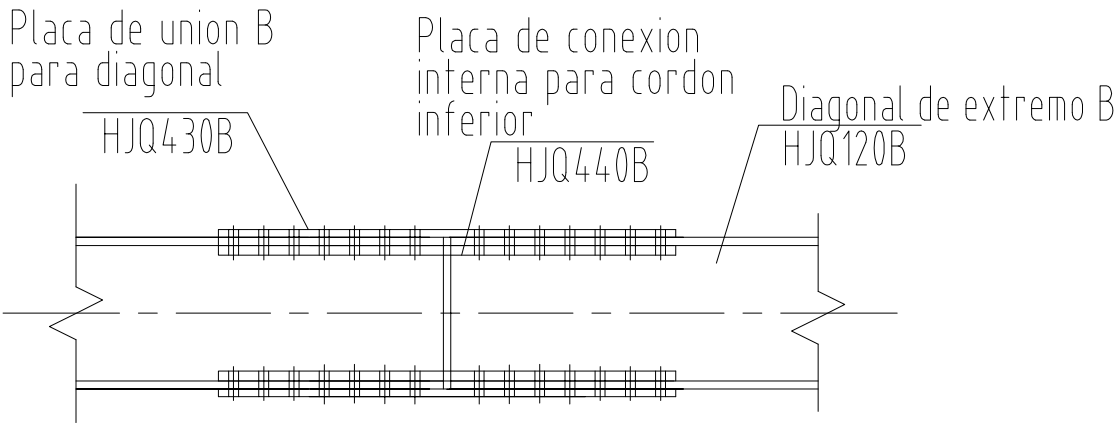 Placa de union B
para diagonal
HJQ430B
Placa de conexion
interna para cordon
inferior
HJQ440B
Diagonal de extremo B
HJQ120B